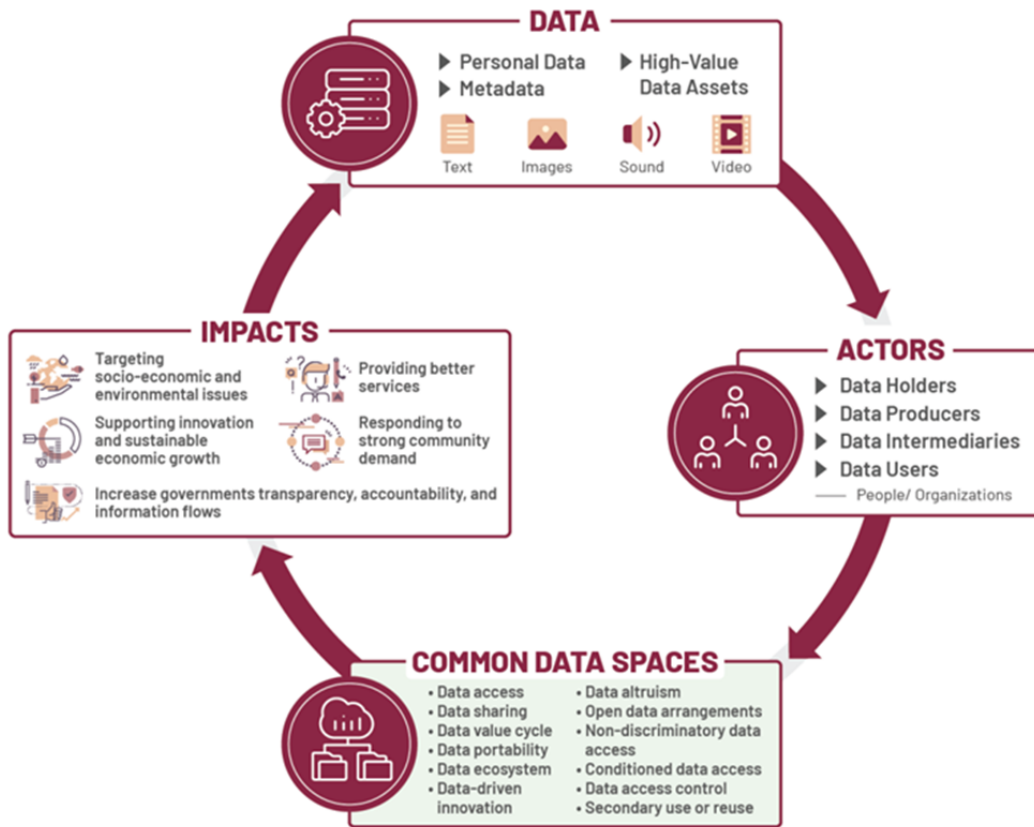 DATA
▶ Personal Data
▶ Metadata
▶ High-Value
Data Assets
Text
Images
Sound
Video
ACTORS
▶ Data Holders
▶ Data Producers
▶ Data Intermediaries
▶ Data Users
People/ Organizations
COMMON DATA SPACES
• Data access
• Data sharing
• Data value cycle
• Data portability
• Data ecosystem
• Data-driven
innovation
• Data altruism
• Open data arrangements
• Non-discriminatory data
access
• Conditioned data access
• Data access control
• Secondary use or reuse
IMPACTS
Targeting
socio-economic and
environmental issues
Providing better
services
Supporting innovation
and sustainable
economic growth
Responding to
strong community
demand
Increase governments transparency, accountability, and
information flows